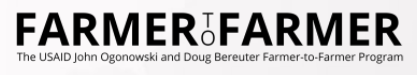 FARMER TO FARMER
The USAID John Ogonowski and Doug Bereuter Farmer-to-Farmer Program